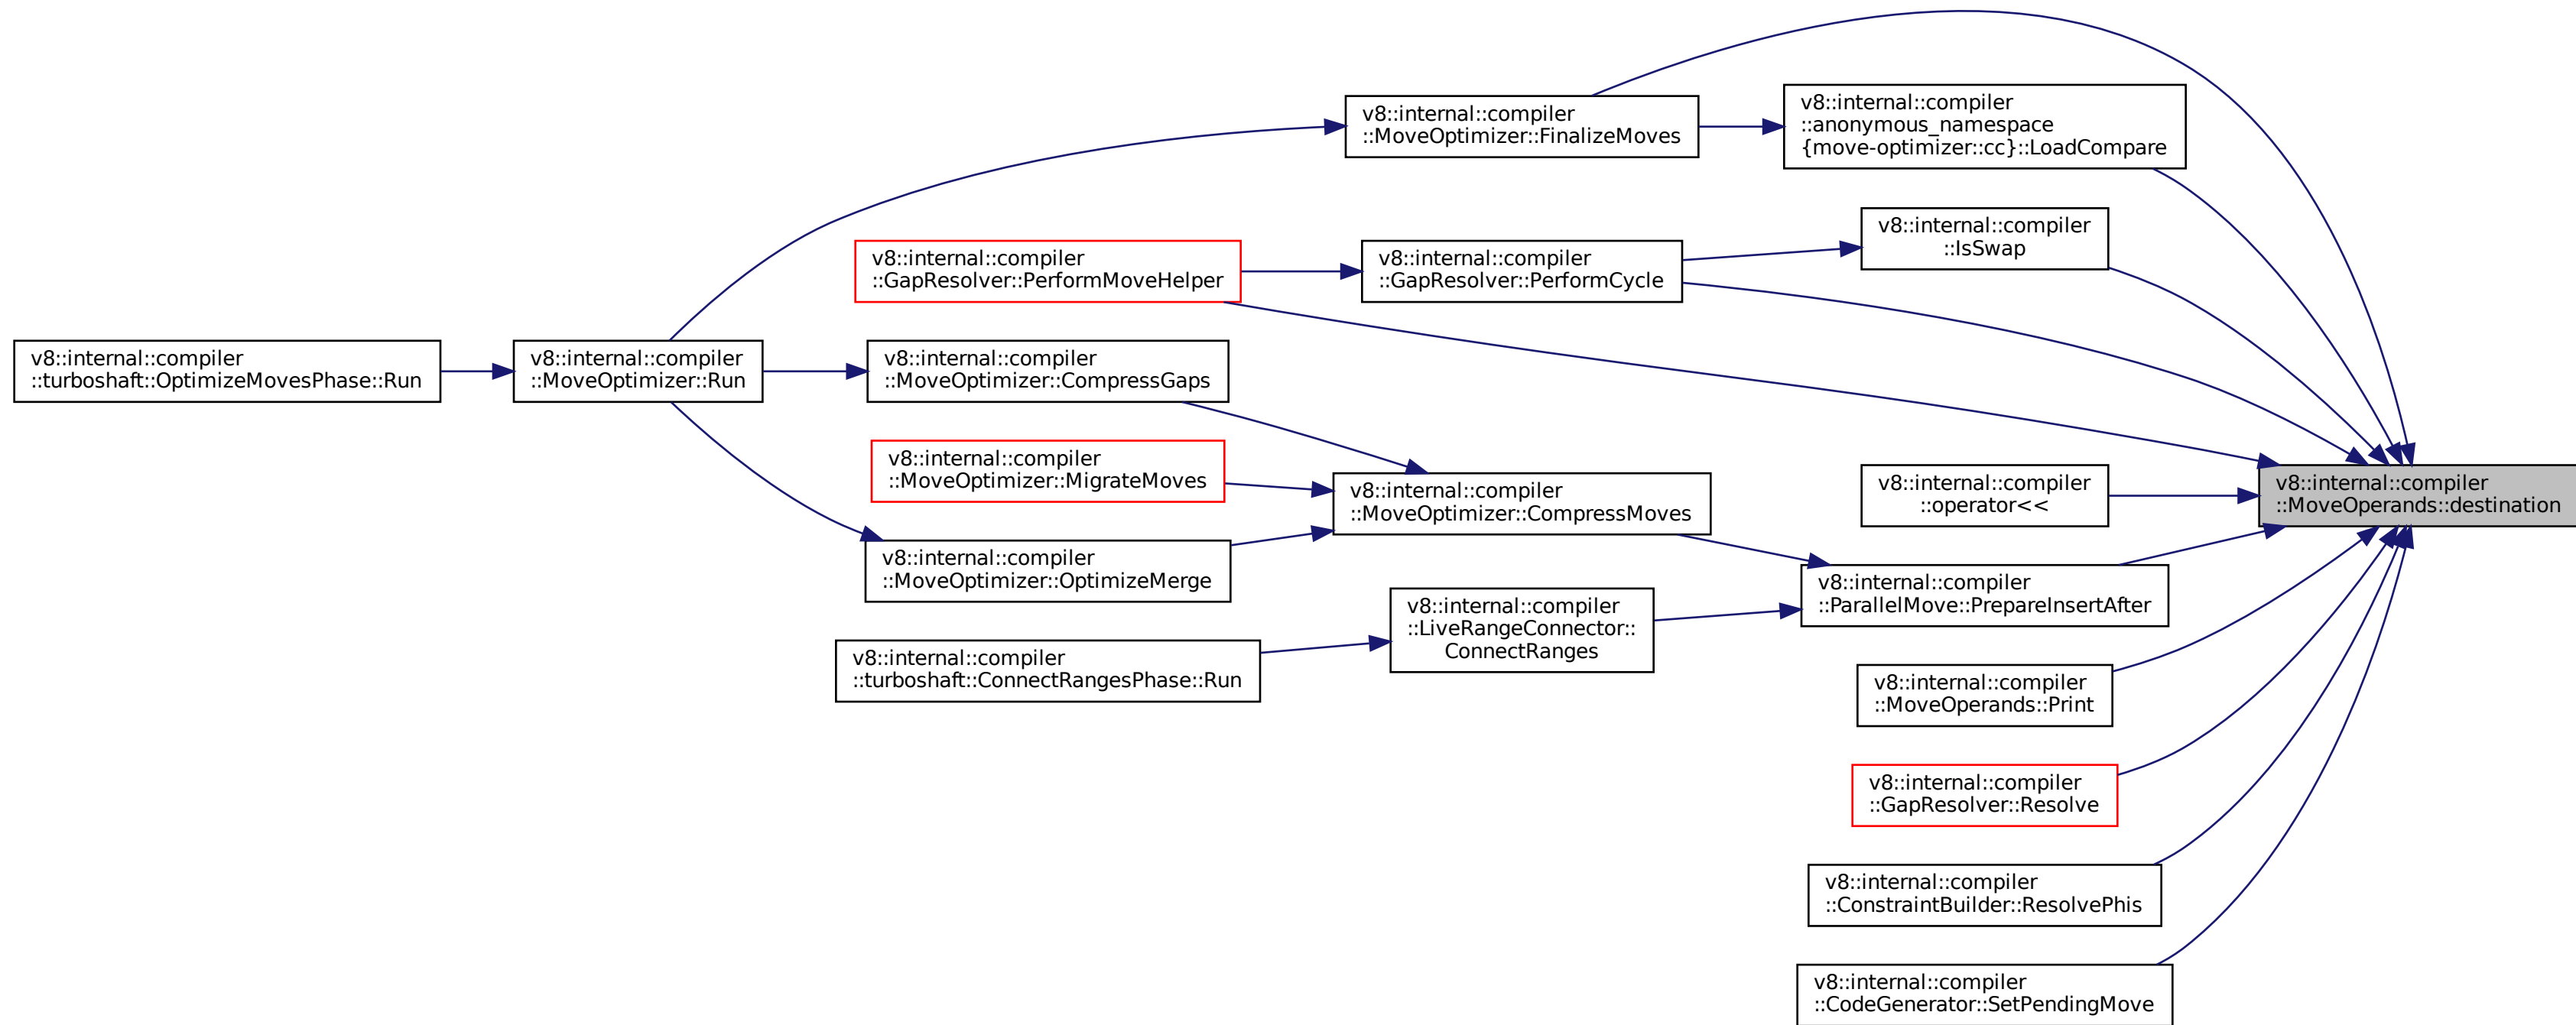 v8::internal::compiler
::MoveOptimizer::FinalizeMoves
v8::internal::compiler
::anonymous_namespace
{move-optimizer::cc}::LoadCompare
v8::internal::compiler
::IsSwap
v8::internal::compiler
::GapResolver::PerformMoveHelper
v8::internal::compiler
::GapResolver::PerformCycle
v8::internal::compiler
::turboshaft::OptimizeMovesPhase::Run
v8::internal::compiler
::MoveOptimizer::Run
v8::internal::compiler
::MoveOptimizer::CompressGaps
v8::internal::compiler
::MoveOptimizer::MigrateMoves
v8::internal::compiler
::MoveOptimizer::CompressMoves
v8::internal::compiler
::operator<<
v8::internal::compiler
::MoveOperands::destination
v8::internal::compiler
::MoveOptimizer::OptimizeMerge
v8::internal::compiler
::ParallelMove::PrepareInsertAfter
v8::internal::compiler
::LiveRangeConnector::
ConnectRanges
v8::internal::compiler
::turboshaft::ConnectRangesPhase::Run
v8::internal::compiler
::MoveOperands::Print
v8::internal::compiler
::GapResolver::Resolve
v8::internal::compiler
::ConstraintBuilder::ResolvePhis
v8::internal::compiler
::CodeGenerator::SetPendingMove